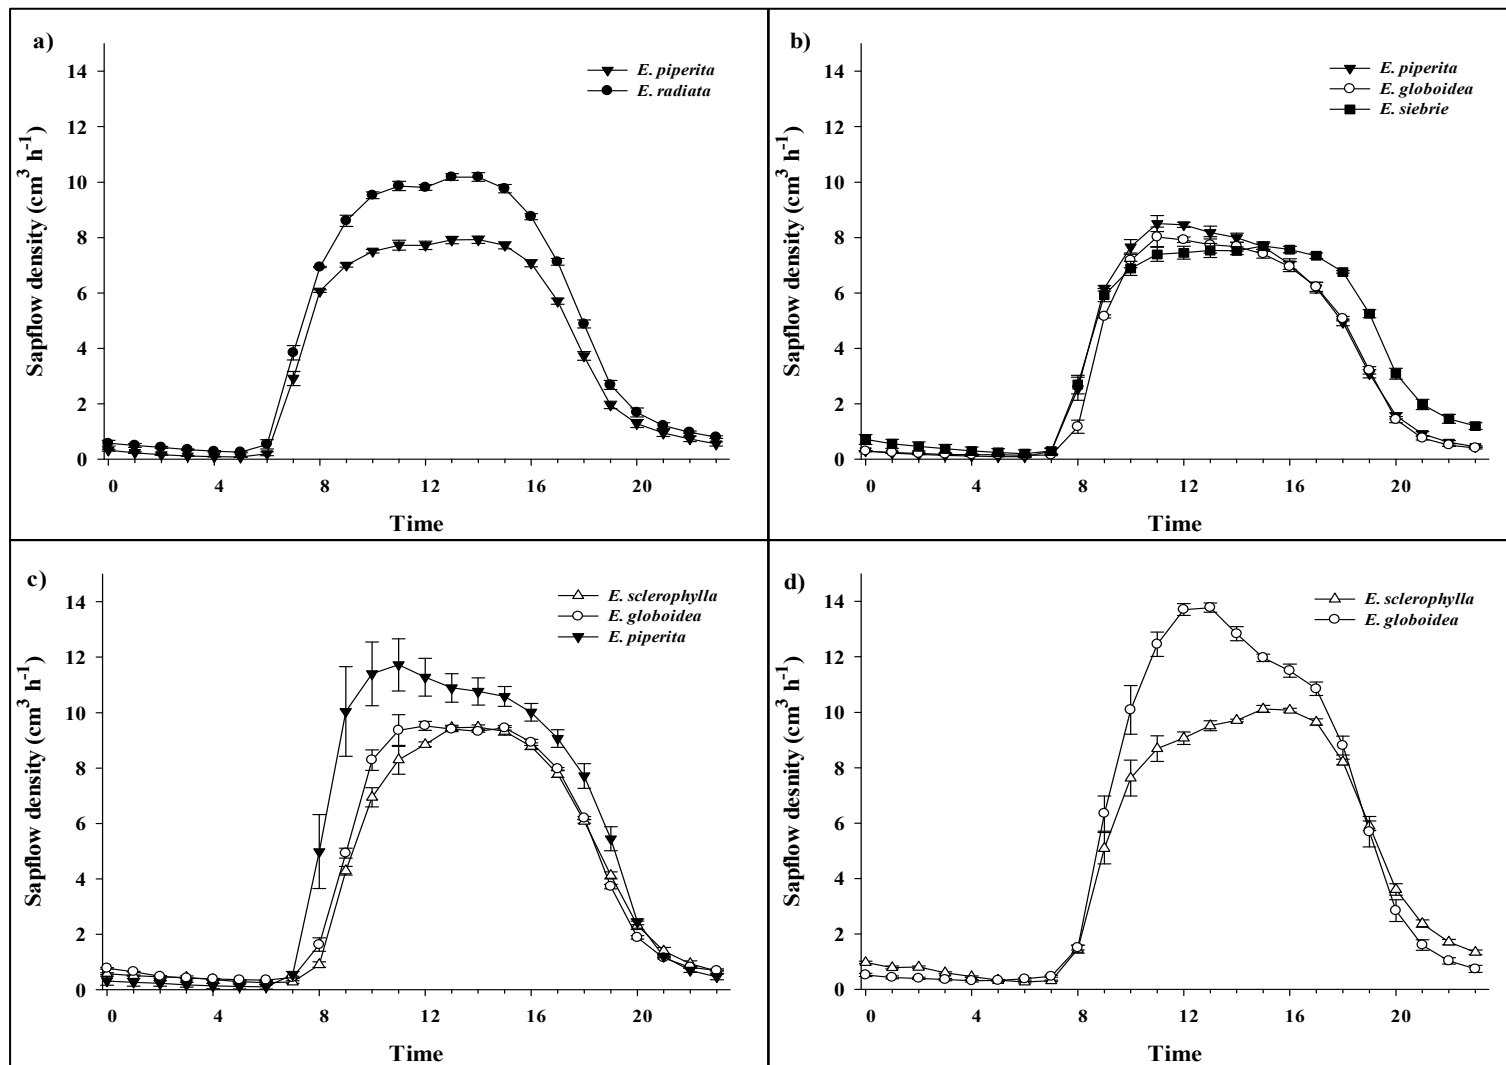 a)
E. piperita
E. radiata
14
12
10
8
6
4
2
0
Sapflow density (cm³ h⁻¹)
0 4 8 12 16 20
Time
b)
E. piperita
E. globoidea
E. siebrie
14
12
10
8
6
4
2
0
Sapflow density (cm³ h⁻¹)
0 4 8 12 16 20
Time
c)
E. sclerophylla
E. globoidea
E. piperita
14
12
10
8
6
4
2
0
Sapflow density (cm³ h⁻¹)
0 4 8 12 16 20
Time
d)
E. sclerophylla
E. globoidea
14
12
10
8
6
4
2
0
Sapflow desnity (cm³ h⁻¹)
0 4 8 12 16 20
Time